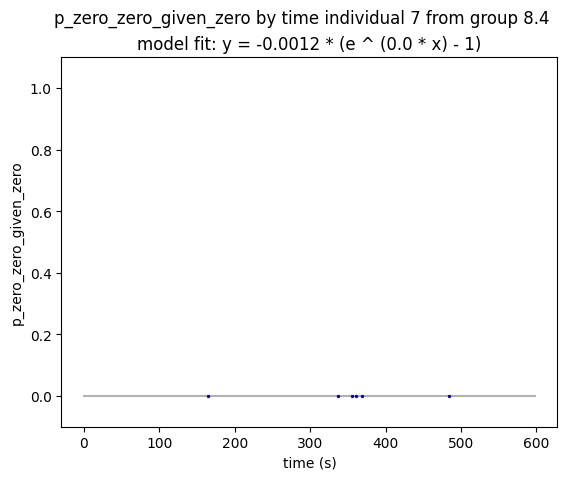 p_zero_zero_given_zero by time individual 7 from group 8.4
model fit: y = -0.0012 * (e ^ (0.0 * x) - 1)
1.0
0.8
0.6
0.4
0.2
0.0
p_zero_zero_given_zero
0 100 200 300 400 500 600
time (s)